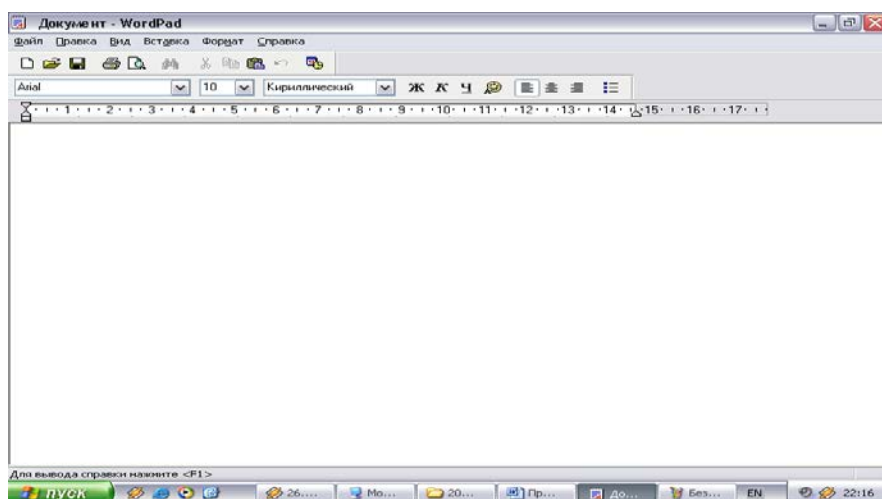 Документ - WordPad
Файл Правка Вид Вставка Формат Справка
Arial 10 Кириллический Ж К Ч
1 2 3 4 5 6 7 8 9 10 11 12 13 14 15 16 17
Для вывода справки нажмите <F1>
пуск 26.... Мо... 20... Пр... До... Без... EN 22:16